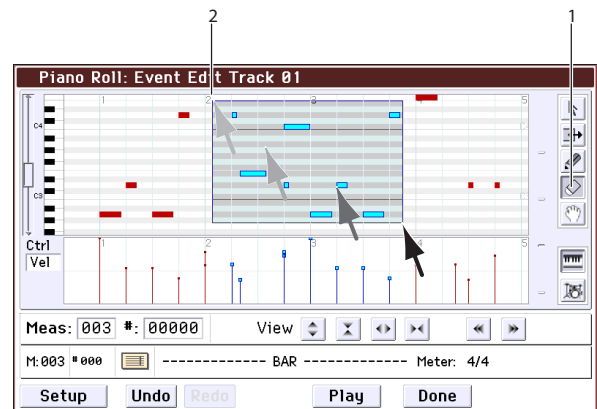 2 1
Piano Roll: Event Edit Track 01
1 2 3 4 5
C4
C3
Ctrl 1 2 3 4 5
Vel
Meas: 003 #: 00000 View
M:003 #000 ---------------- BAR ---------------- Meter: 4/4
Setup Undo Redo Play Done